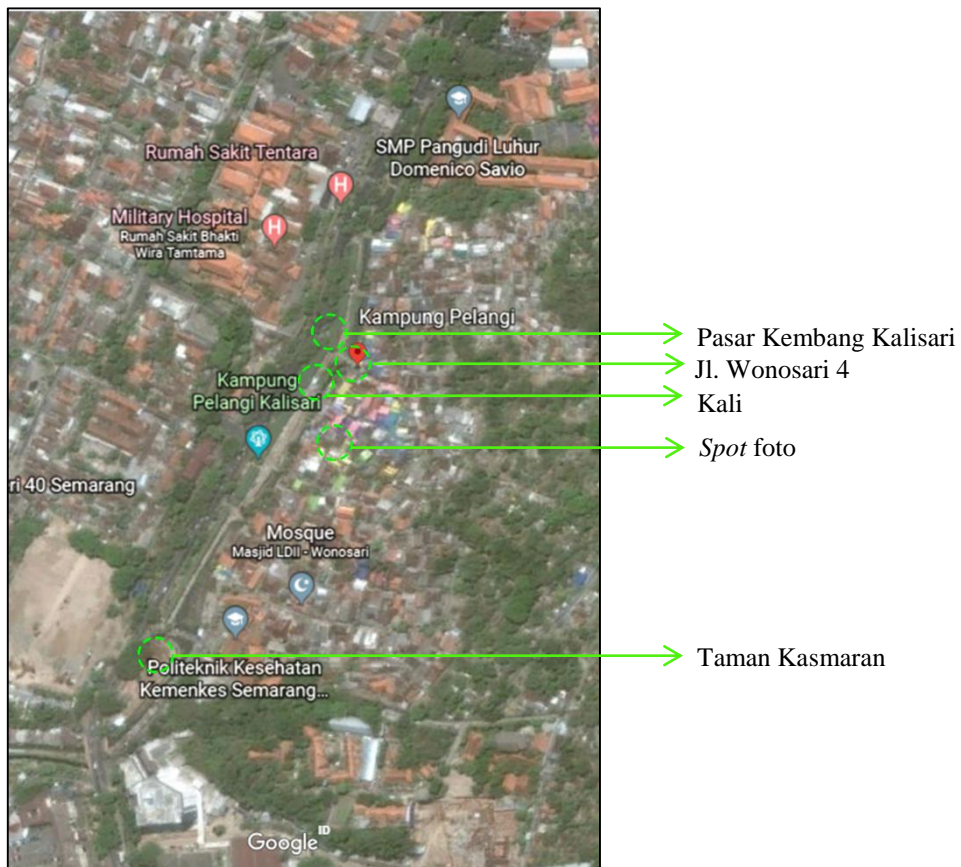 SMP Pangudi Luhur
Domenico Savio
Rumah Sakit Tentara
Military Hospital
Rumah Sakit Bhakti
Wira Tamtama
Kampung Pelangi
Pasar Kembang Kalisari
Jl. Wonosari 4
Kampung
Pelangi Kalisari
Kali
Spot foto
ri 40 Semarang
Mosque
Masjid LDII - Wonosari
Taman Kasmaran
Politeknik Kesehatan
Kemenkes Semarang...
Google
ID
H
H